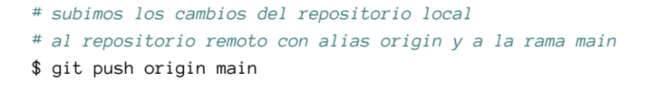 # subimos los cambios del repositorio local
# al repositorio remoto con alias origin y a la rama main
$ git push origin main